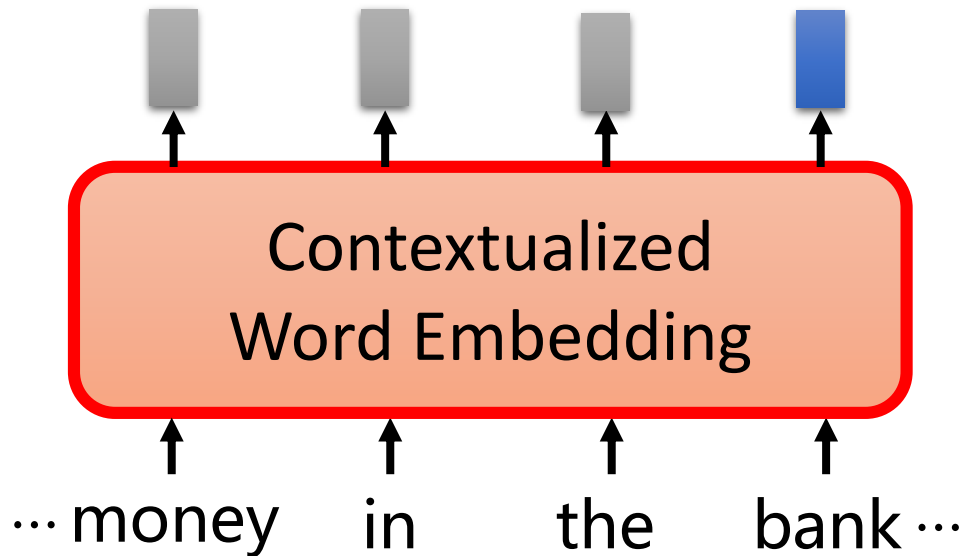 Contextualized
Word Embedding
… money in the bank …